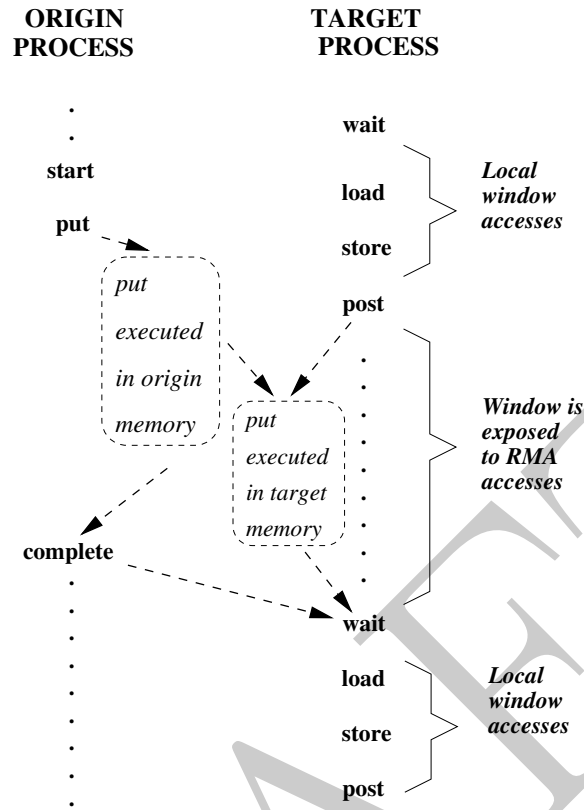 ORIGIN
PROCESS
TARGET
PROCESS
wait
start
put
load
store
post
Local
window
accesses
put
executed
in origin
memory
put
executed
in target
memory
Window is
exposed
to RMA
accesses
complete
wait
load
store
post
Local
window
accesses